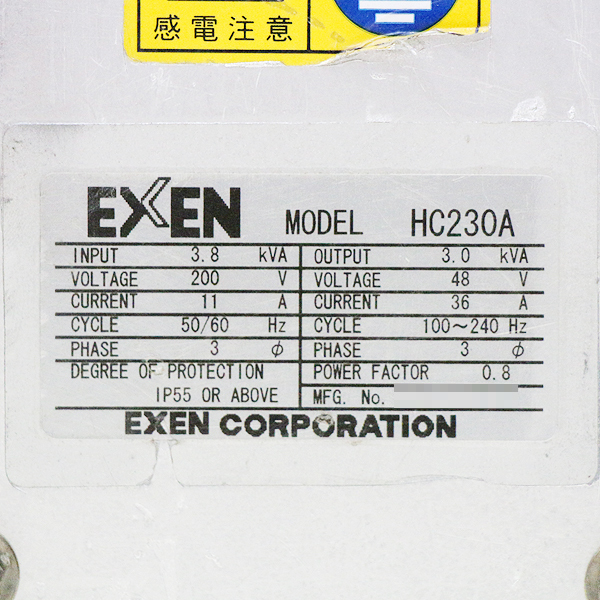 感電注意
EXEN MODEL HC230A
INPUT 3.8 kVA OUTPUT 3.0 kVA
VOLTAGE 200 V VOLTAGE 48 V
CURRENT 11 A CURRENT 36 A
CYCLE 50/60 Hz CYCLE 100～240 Hz
PHASE 3 φ PHASE 3 φ
DEGREE OF PROTECTION POWER FACTOR 0.8
IP55 OR ABOVE MFG. No.
EXEN CORPORATION